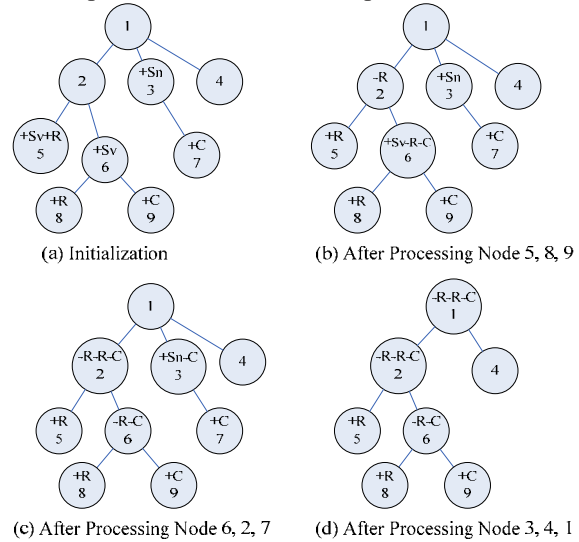 1
2
+Sn
3
4
+Sv+R
5
+Sv
6
+C
7
+R
8
+C
9
(a) Initialization
1
-R
2
+Sn
3
4
+R
5
+Sv-R-C
6
+C
7
+R
8
+C
9
(b) After Processing Node 5, 8, 9
1
-R-R-C
2
+Sn-C
3
4
+R
5
-R-C
6
+C
7
+R
8
+C
9
(c) After Processing Node 6, 2, 7
-R-R-C
1
-R-R-C
2
4
+R
5
-R-C
6
+R
8
+C
9
(d) After Processing Node 3, 4, 1